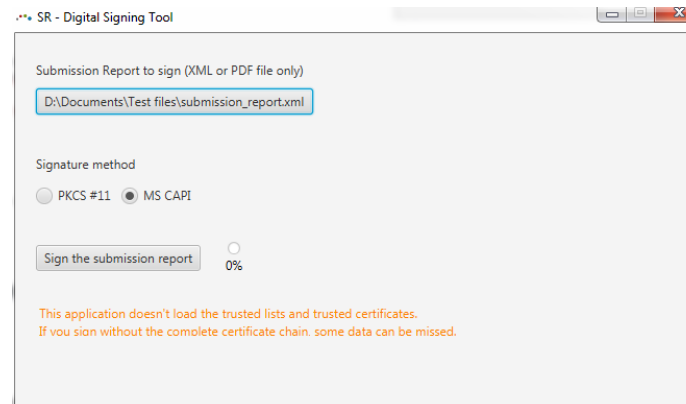 SR - Digital Signing Tool
Submission Report to sign (XML or PDF file only)
D:\Documents\Test files\submission_report.xml
Signature method
PKCS #11 MS CAPI
Sign the submission report
0%
This application doesn't load the trusted lists and trusted certificates.
If you sign without the complete certificate chain, some data can be missed.